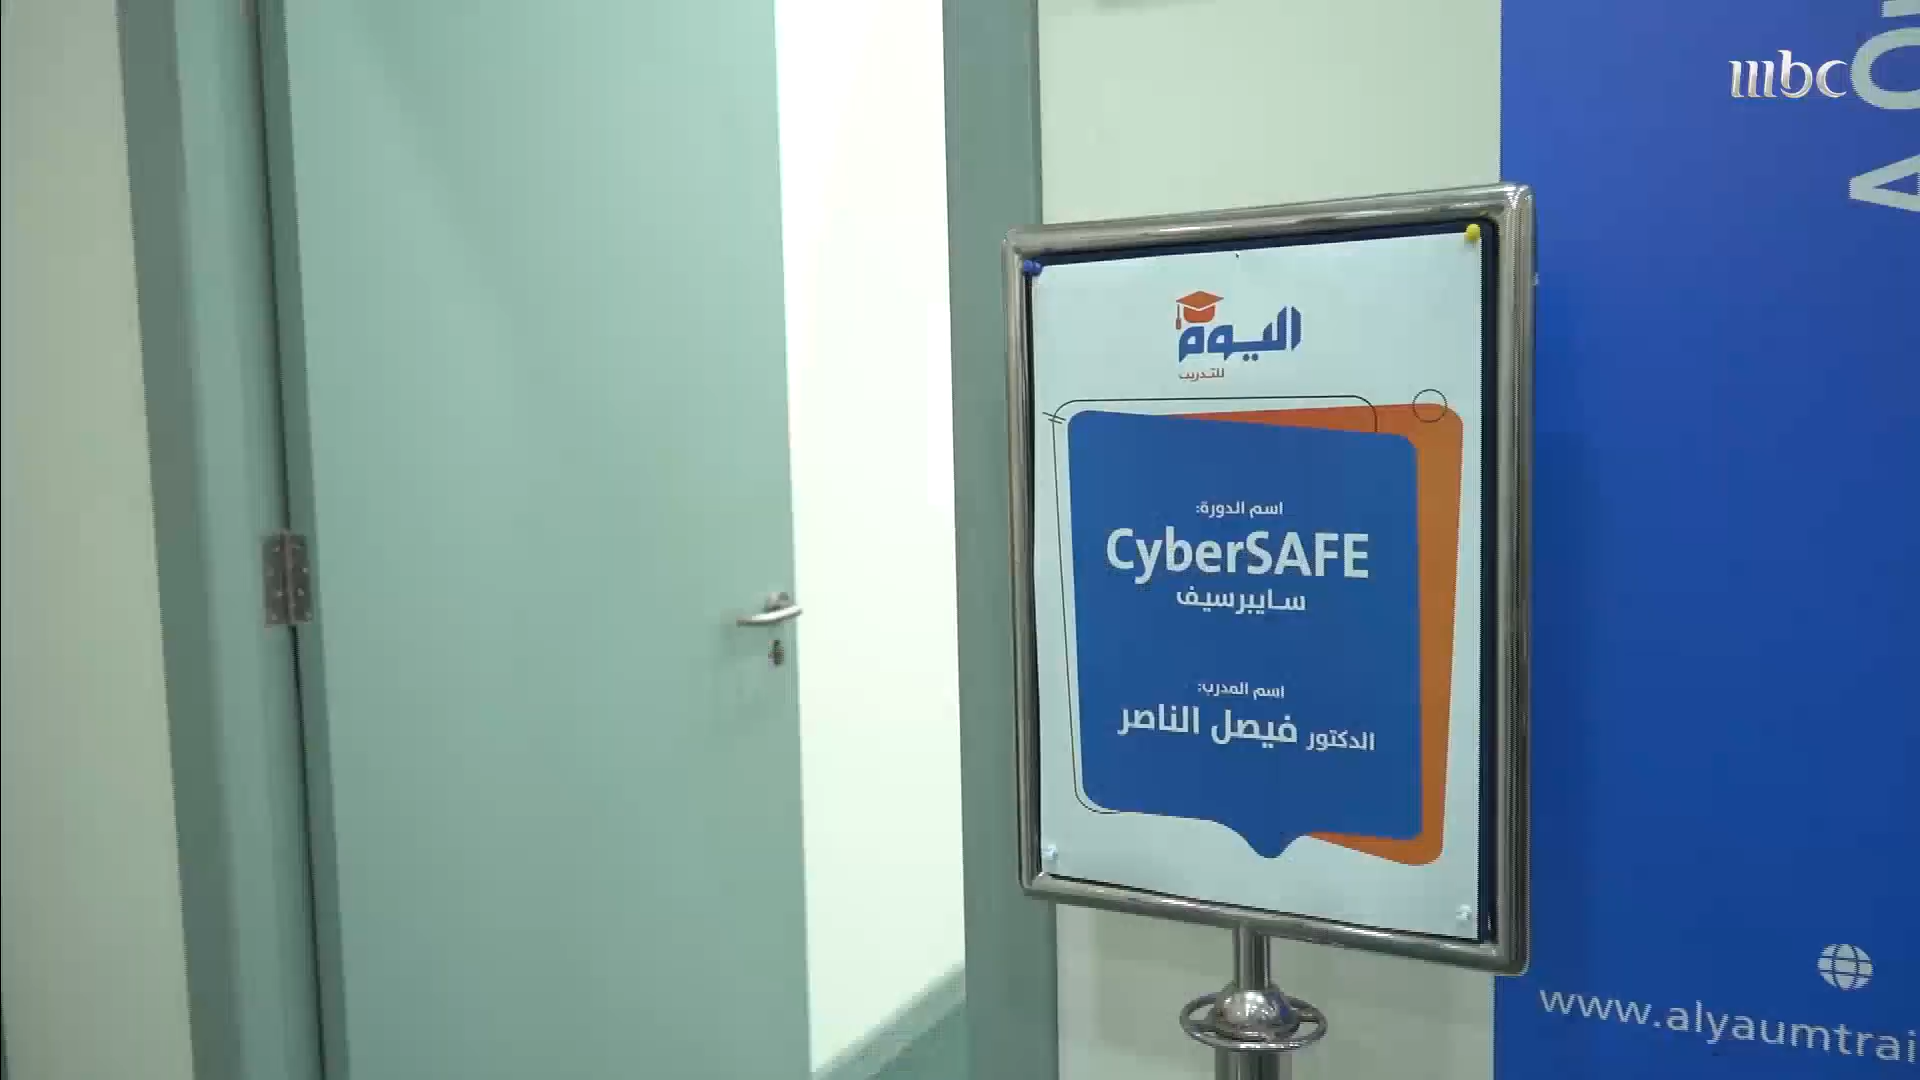 mbc
اليوم
للتدريب
اسم الدورة:
CyberSAFE
سايبرسيف
اسم المدرب:
الدكتور فيصل الناصر
www.alyaumtrai